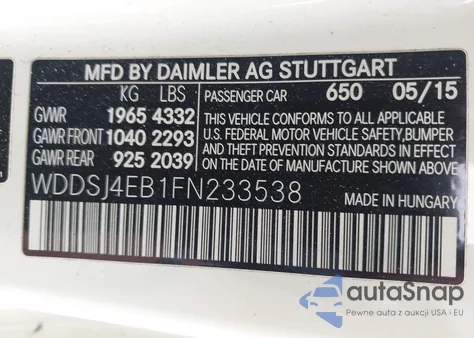 MFD BY DAIMLER AG STUTTGART
KG LBS
PASSENGER CAR 650 05/15
GVWR 1965 4332
GAWR FRONT 1040 2293
GAWR REAR 925 2039
THIS VEHICLE CONFORMS TO ALL APPLICABLE
U.S. FEDERAL MOTOR VEHICLE SAFETY, BUMPER
AND THEFT PREVENTION STANDARDS IN EFFECT
ON THE DATE OF MANUFACTURE SHOWN ABOVE.
WDDSJ4EB1FN233538
MADE IN HUNGARY
autoSnap
Pewne auta z aukcji USA i EU